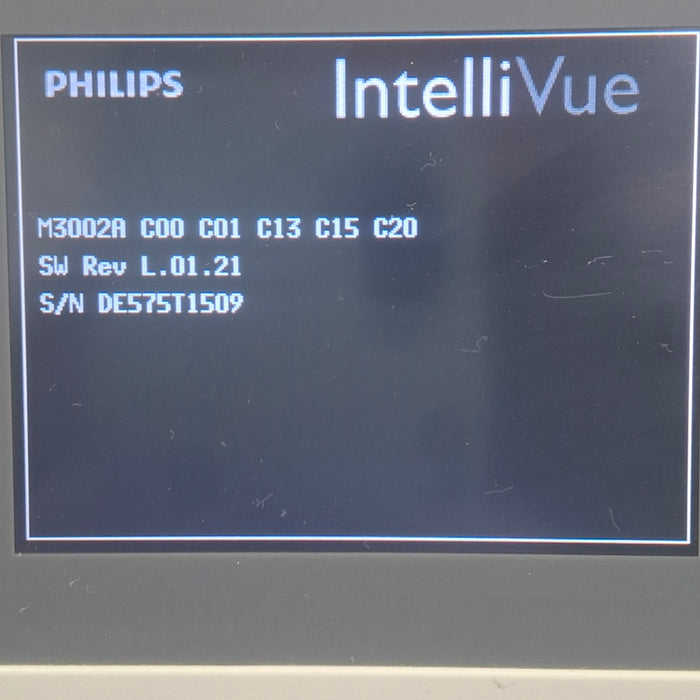 PHILIPS IntelliVue
M3002A C00 C01 C13 C15 C20
SW Rev L.01.21
S/N DE575T1509